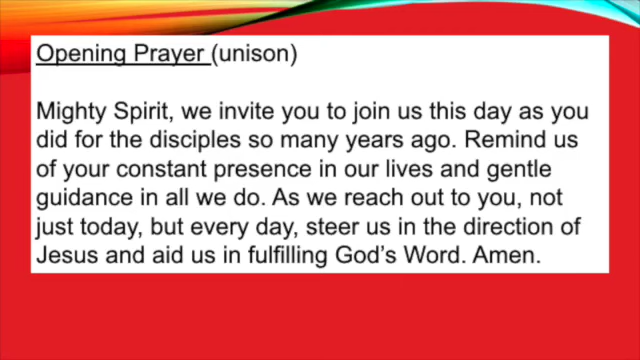 Opening Prayer (unison)
Mighty Spirit, we invite you to join us this day as you
did for the disciples so many years ago. Remind us
of your constant presence in our lives and gentle
guidance in all we do. As we reach out to you, not
just today, but every day, steer us in the direction of
Jesus and aid us in fulfilling God's Word. Amen.